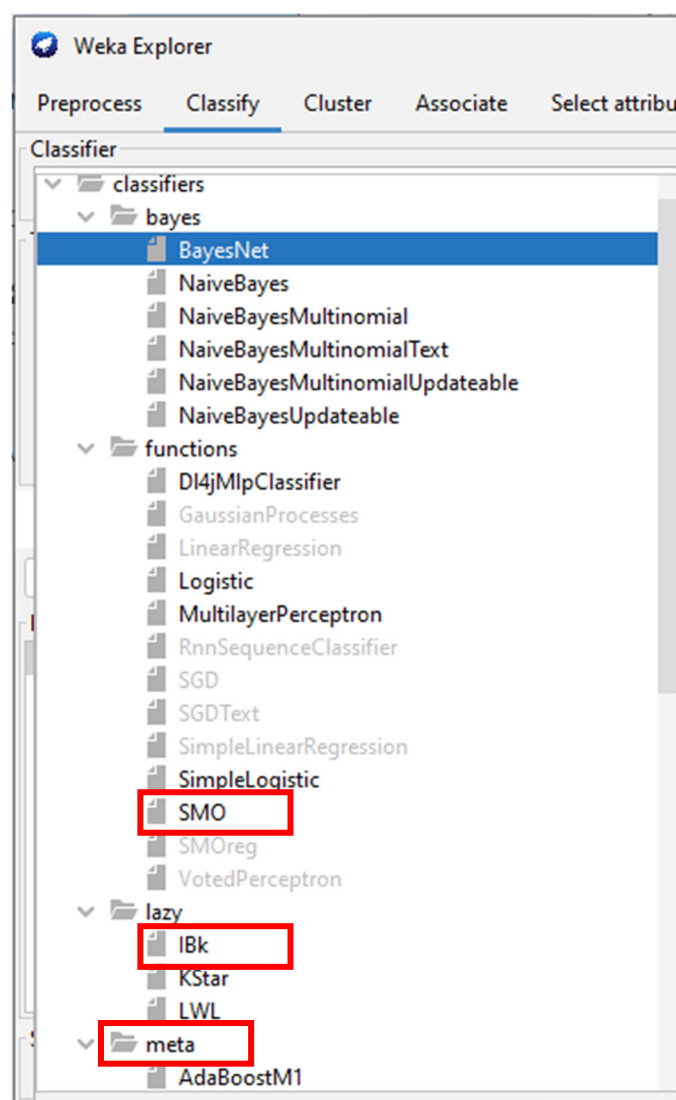 Weka Explorer
Preprocess Classify Cluster Associate Select attribu
Classifier
classifiers
bayes
BayesNet
NaiveBayes
NaiveBayesMultinomial
NaiveBayesMultinomialText
NaiveBayesMultinomialUpdateable
NaiveBayesUpdateable
functions
Dl4jMlpClassifier
GaussianProcesses
LinearRegression
Logistic
MultilayerPerceptron
RnnSequenceClassifier
SGD
SGDText
SimpleLinearRegression
SimpleLogistic
SMO
SMOreg
VotedPerceptron
lazy
IBk
KStar
LWL
meta
AdaBoostM1